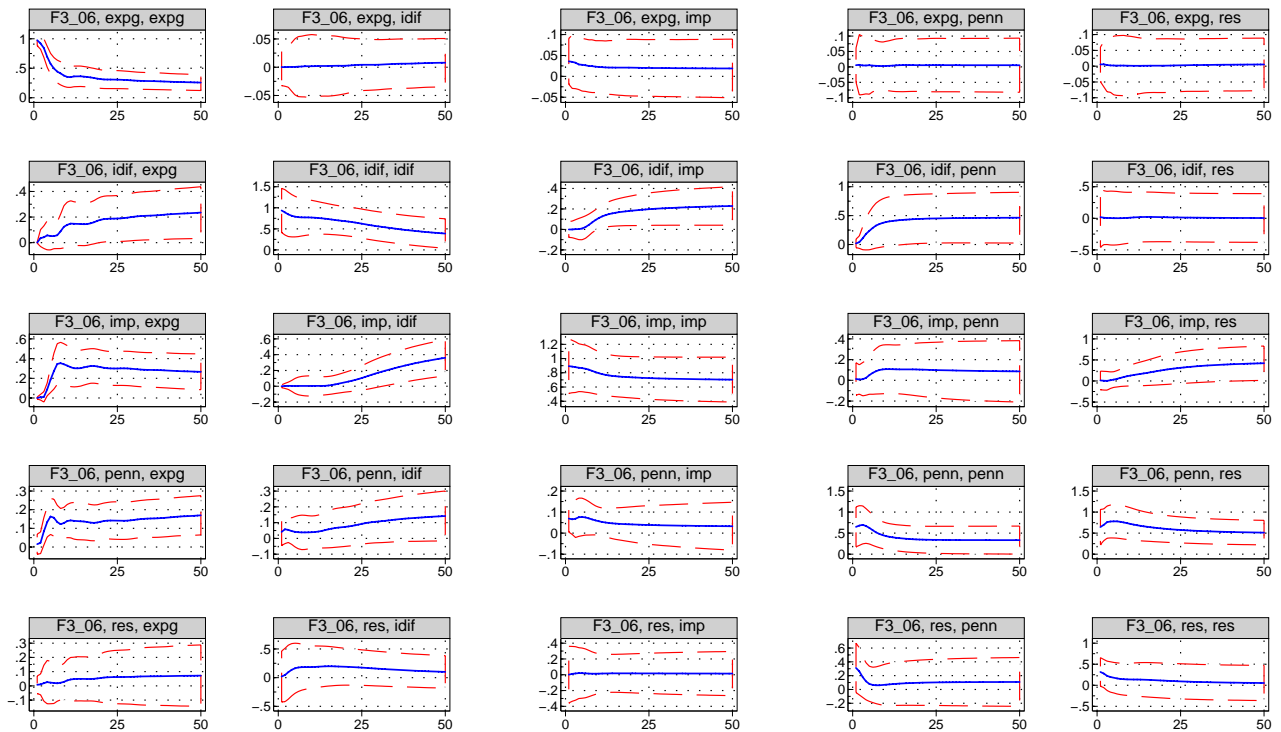 F3_06, expg, expg
1
.5
0
0 25 50
F3_06, expg, idif
.05
0
−.05
0 25 50
F3_06, expg, imp
.1
.05
0
−.05
0 25 50
F3_06, expg, penn
.1
.05
0
−.05
−.1
0 25 50
F3_06, expg, res
.1
.05
0
−.05
−.1
0 25 50
F3_06, idif, expg
.4
.2
0
0 25 50
F3_06, idif, idif
1.5
1
.5
0
0 25 50
F3_06, idif, imp
.4
.2
0
−.2
0 25 50
F3_06, idif, penn
1
.5
0
0 25 50
F3_06, idif, res
.5
0
−.5
0 25 50
F3_06, imp, expg
.6
.4
.2
0
0 25 50
F3_06, imp, idif
.6
.4
.2
0
−.2
0 25 50
F3_06, imp, imp
1.2
1
.8
.6
.4
0 25 50
F3_06, imp, penn
.4
.2
0
−.2
0 25 50
F3_06, imp, res
1
.5
0
−.5
0 25 50
F3_06, penn, expg
.3
.2
.1
0
0 25 50
F3_06, penn, idif
.3
.2
.1
0
−.1
0 25 50
F3_06, penn, imp
.2
.1
0
−.1
0 25 50
F3_06, penn, penn
1.5
1
.5
0
0 25 50
F3_06, penn, res
1.5
1
.5
0
0 25 50
F3_06, res, expg
.3
.2
.1
0
−.1
0 25 50
F3_06, res, idif
.5
0
−.5
0 25 50
F3_06, res, imp
.4
.2
0
−.2
−.4
0 25 50
F3_06, res, penn
.6
.4
.2
0
−.2
0 25 50
F3_06, res, res
1
.5
0
−.5
0 25 50